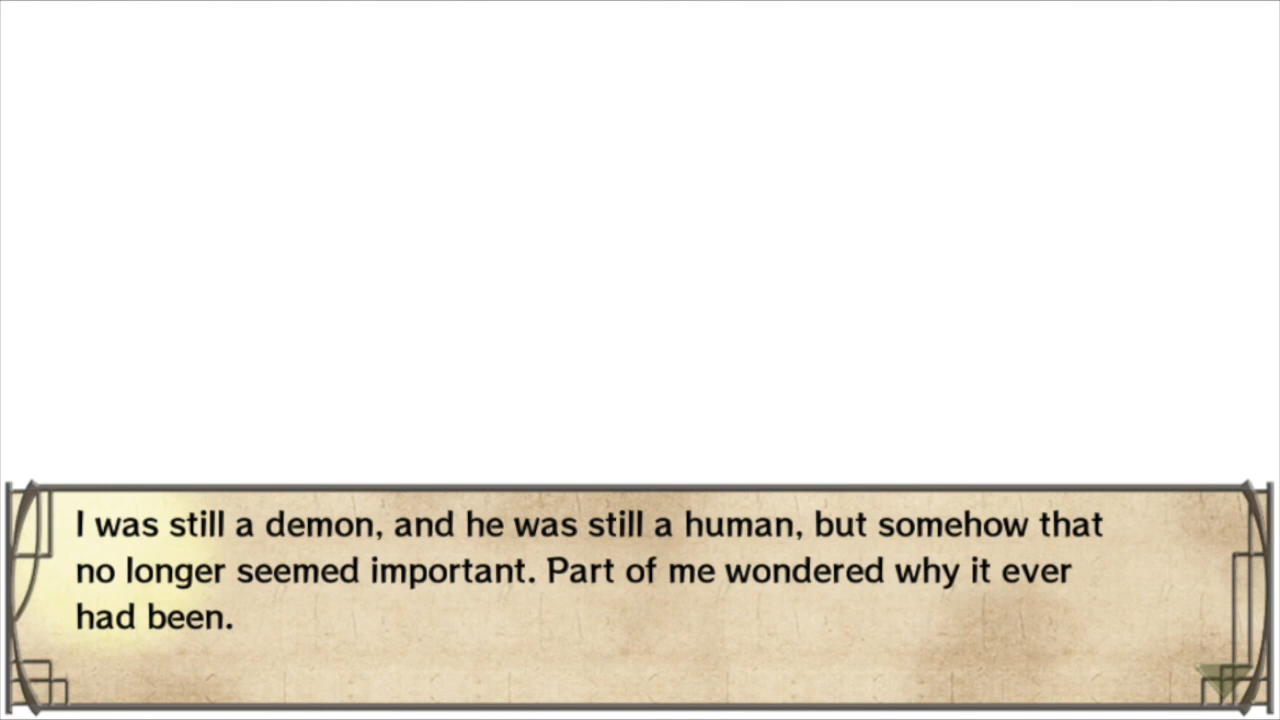 I was still a demon, and he was still a human, but somehow that
no longer seemed important. Part of me wondered why it ever
had been.